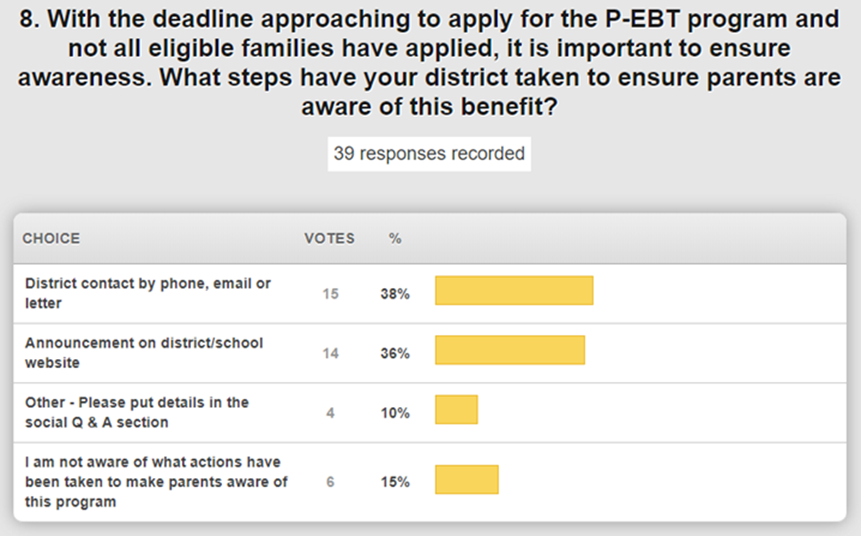 8. With the deadline approaching to apply for the P-EBT program and
not all eligible families have applied, it is important to ensure
awareness. What steps have your district taken to ensure parents are
aware of this benefit?
39 responses recorded
CHOICE VOTES %
District contact by phone, email or
letter
15 38%
Announcement on district/school
website
14 36%
Other - Please put details in the
social Q & A section
4 10%
I am not aware of what actions have
been taken to make parents aware of
this program
6 15%